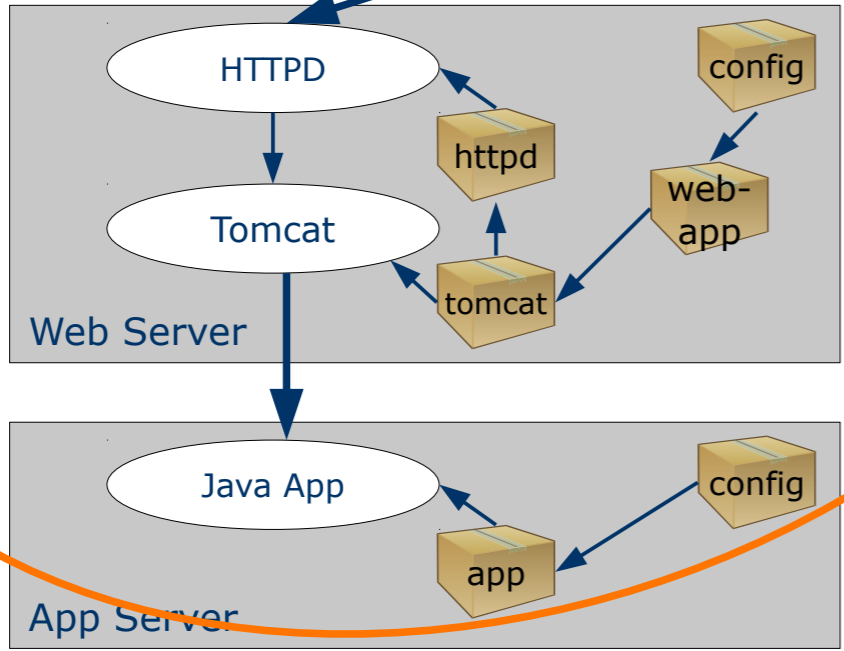 HTTPD
config
httpd
web-
app
Tomcat
tomcat
Web Server
Java App
config
app
App Server